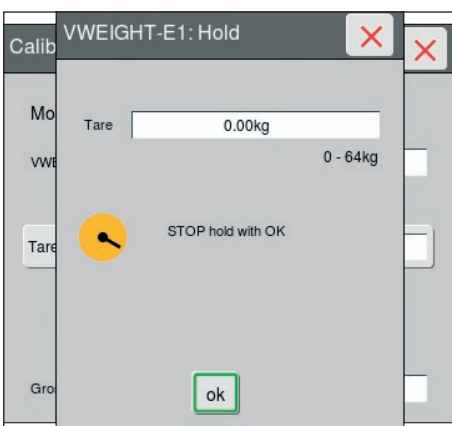 Calib
VWEIGHT-E1: Hold
Mo
Tare 0.00kg
0 - 64kg
VWE
STOP hold with OK
Tare
Gro
ok